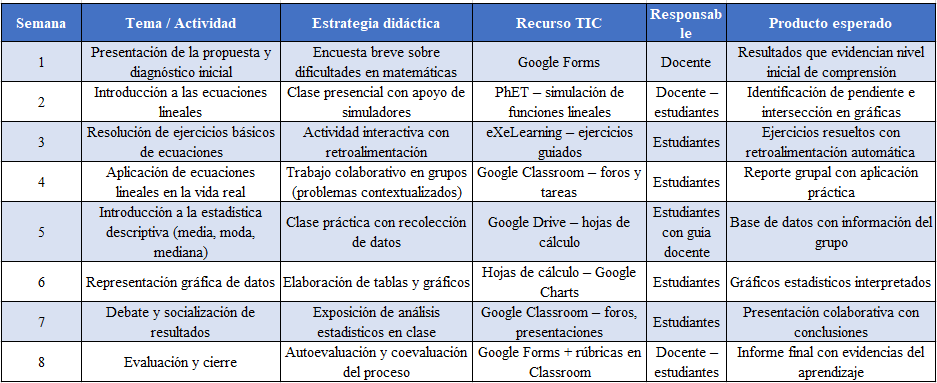 Semana | Tema / Actividad | Estrategia didáctica | Recurso TIC | Responsab
le | Producto esperado
1 | Presentación de la propuesta y
diagnóstico inicial | Encuesta breve sobre
dificultades en matemáticas | Google Forms | Docente | Resultados que evidencian nivel
inicial de comprensión
2 | Introducción a las ecuaciones
lineales | Clase presencial con apoyo de
simuladores | PhET – simulación de
funciones lineales | Docente –
estudiantes | Identificación de pendiente e
intersección en gráficas
3 | Resolución de ejercicios básicos
de ecuaciones | Actividad interactiva con
retroalimentación | eXeLearning – ejercicios
guiados | Estudiantes | Ejercicios resueltos con
retroalimentación automática
4 | Aplicación de ecuaciones
lineales en la vida real | Trabajo colaborativo en grupos
(problemas contextualizados) | Google Classroom – foros y
tareas | Estudiantes | Reporte grupal con aplicación
práctica
5 | Introducción a la estadística
descriptiva (media, moda,
mediana) | Clase práctica con recolección
de datos | Google Drive – hojas de
cálculo | Estudiantes
con guía
docente | Base de datos con información del
grupo
6 | Representación gráfica de datos | Elaboración de tablas y gráficos | Hojas de cálculo – Google
Charts | Estudiantes | Gráficos estadísticos interpretados
7 | Debate y socialización de
resultados | Exposición de análisis
estadísticos en clase | Google Classroom – foros,
presentaciones | Estudiantes | Presentación colaborativa con
conclusiones
8 | Evaluación y cierre | Autoevaluación y coevaluación
del proceso | Google Forms + rúbricas en
Classroom | Docente –
estudiantes | Informe final con evidencias del
aprendizaje